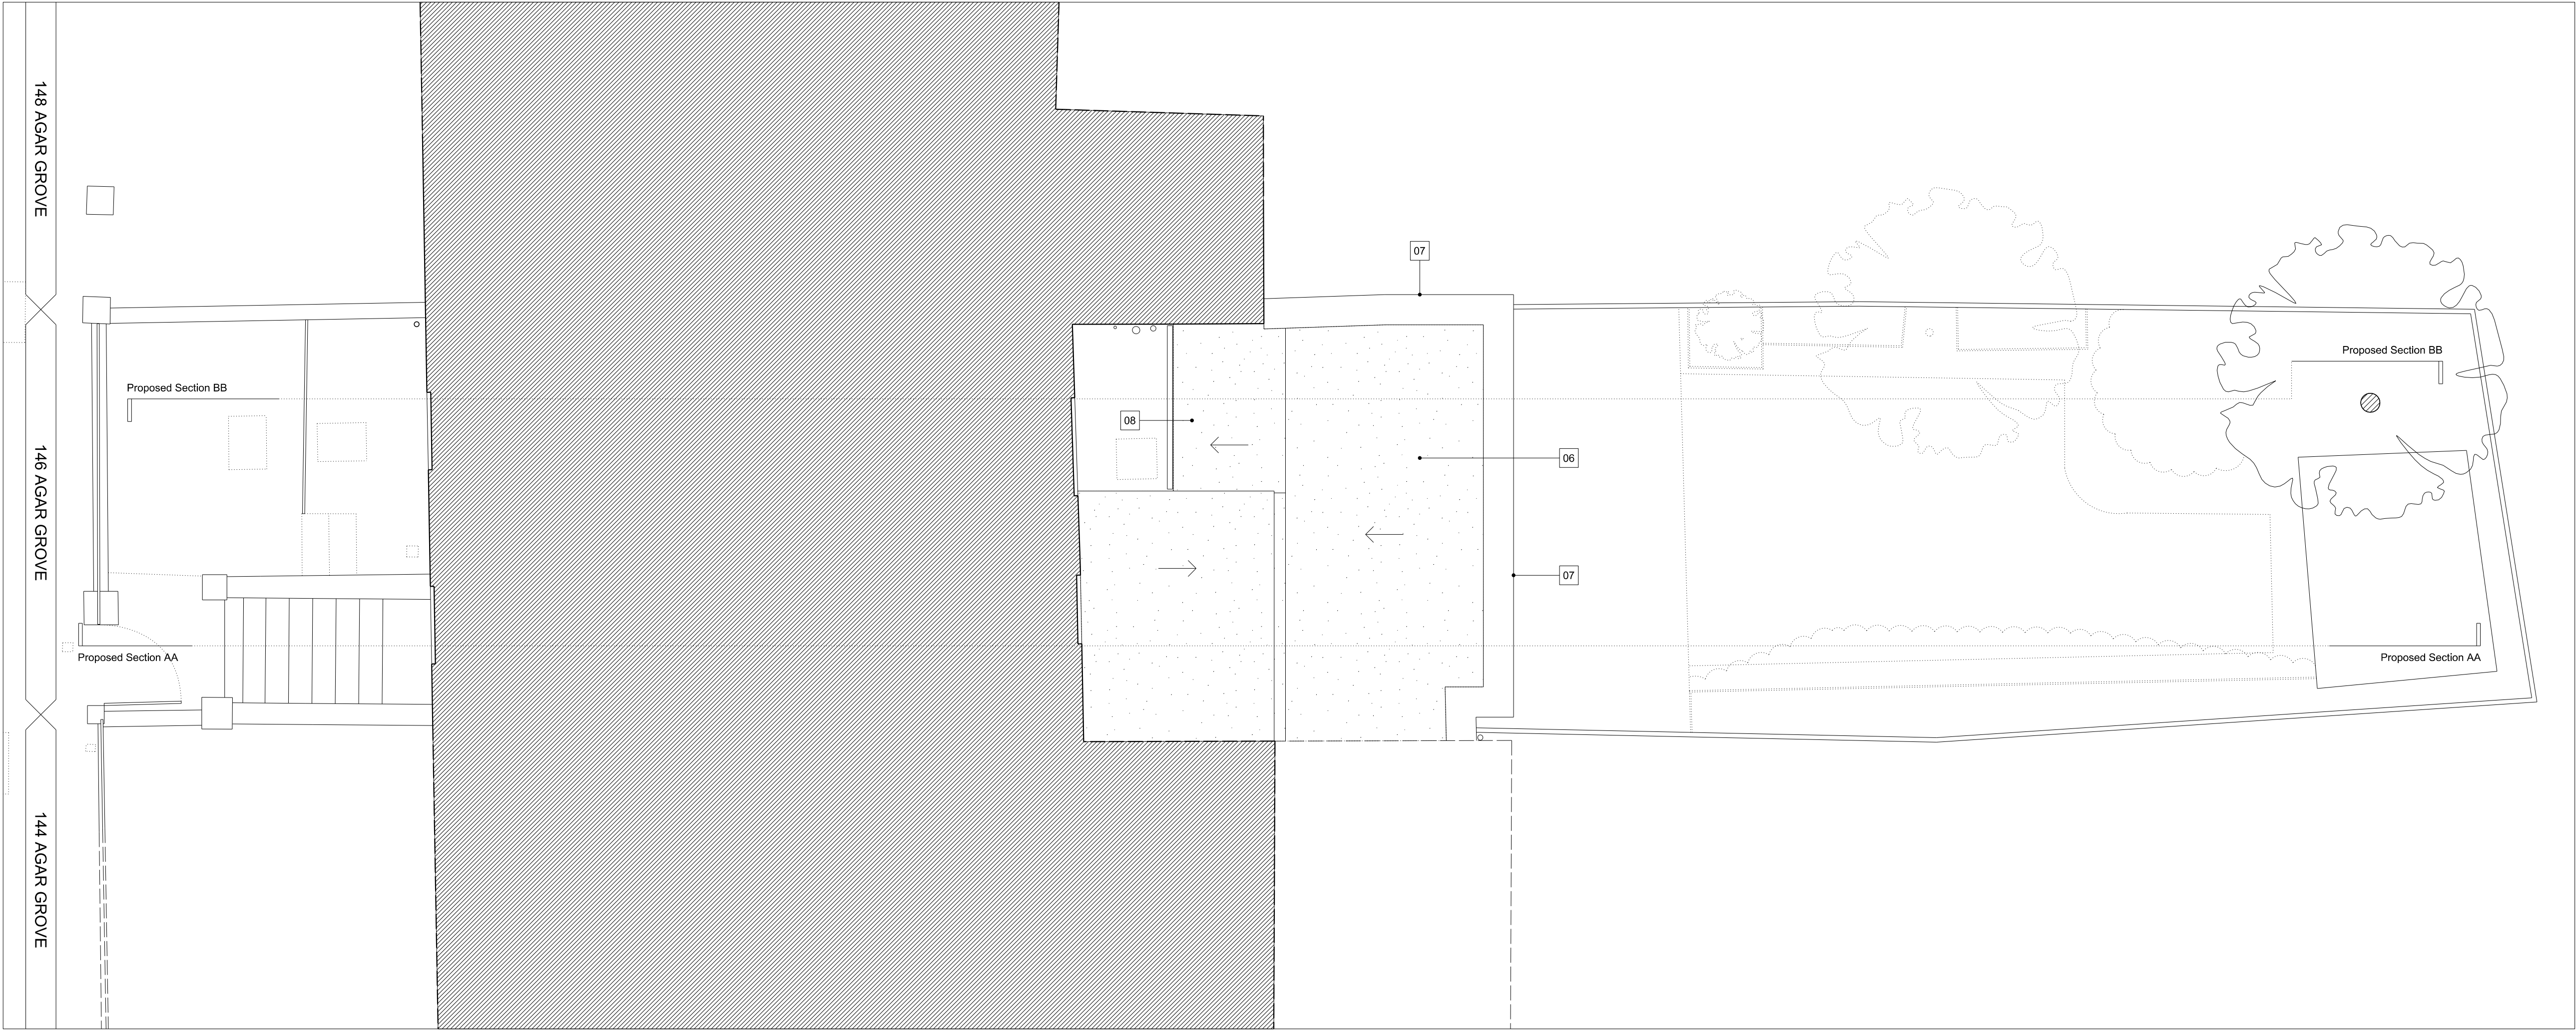 148 AGAR GROVE
146 AGAR GROVE
144 AGAR GROVE
Proposed Section BB
Proposed Section AA
07
08
06
07
Proposed Section BB
Proposed Section AA